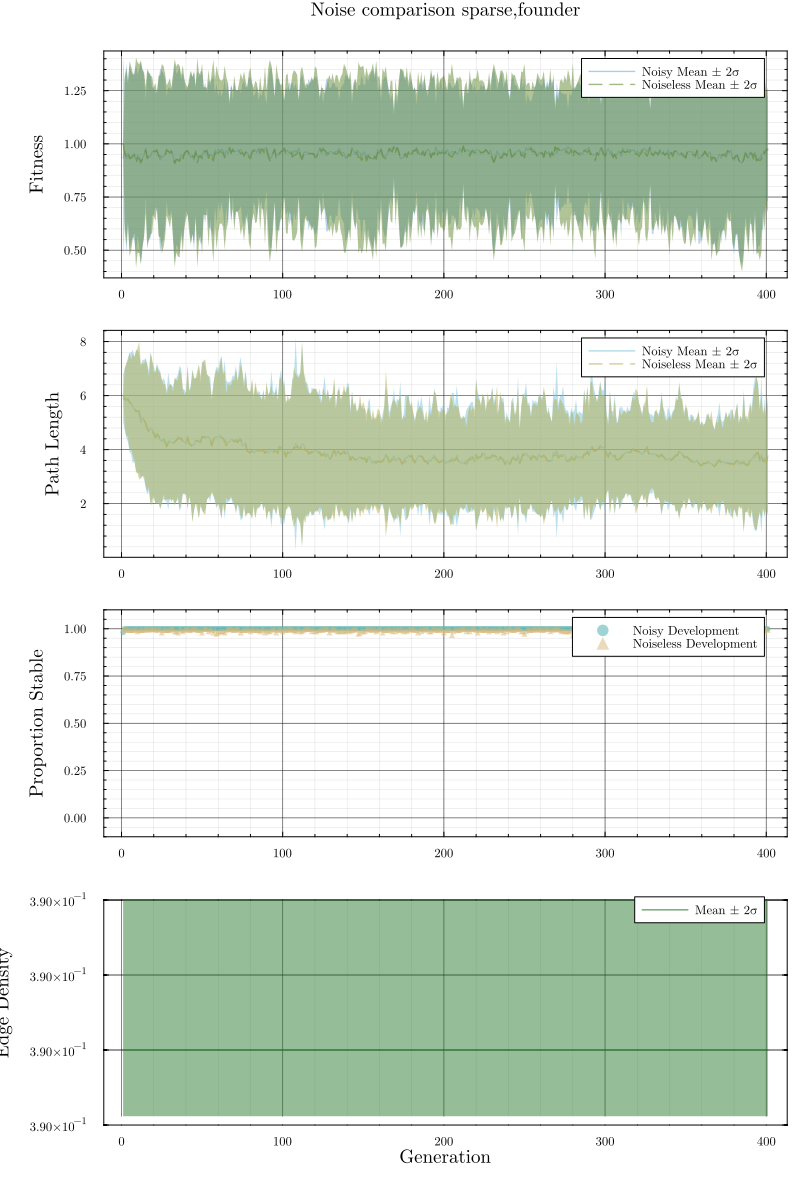 Noise comparison sparse,founder
Fitness
1.25
1.00
0.75
0.50
Noisy Mean ± 2σ
Noiseless Mean ± 2σ
0 100 200 300 400
Path Length
8
6
4
2
Noisy Mean ± 2σ
Noiseless Mean ± 2σ
0 100 200 300 400
Proportion Stable
1.00
0.75
0.50
0.25
0.00
Noisy Development
Noiseless Development
0 100 200 300 400
Edge Density
3.90×10⁻¹
3.90×10⁻¹
3.90×10⁻¹
3.90×10⁻¹
Mean ± 2σ
0 100 200 300 400
Generation